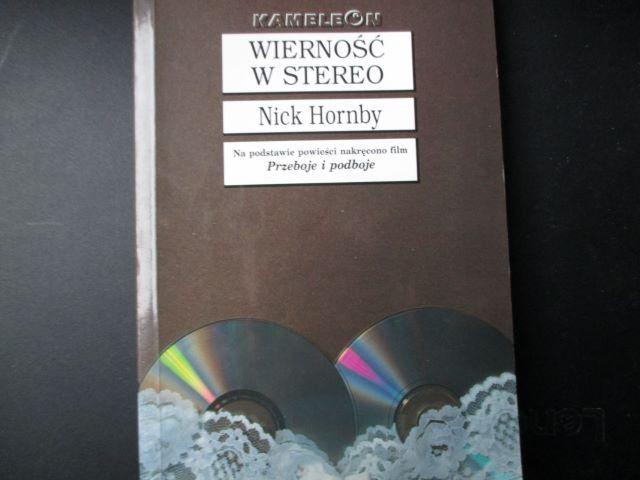 KAMELEON
WIERNOŚĆ
W STEREO
Nick Hornby
Na podstawie powieści nakręcono film
Przeboje i podboje